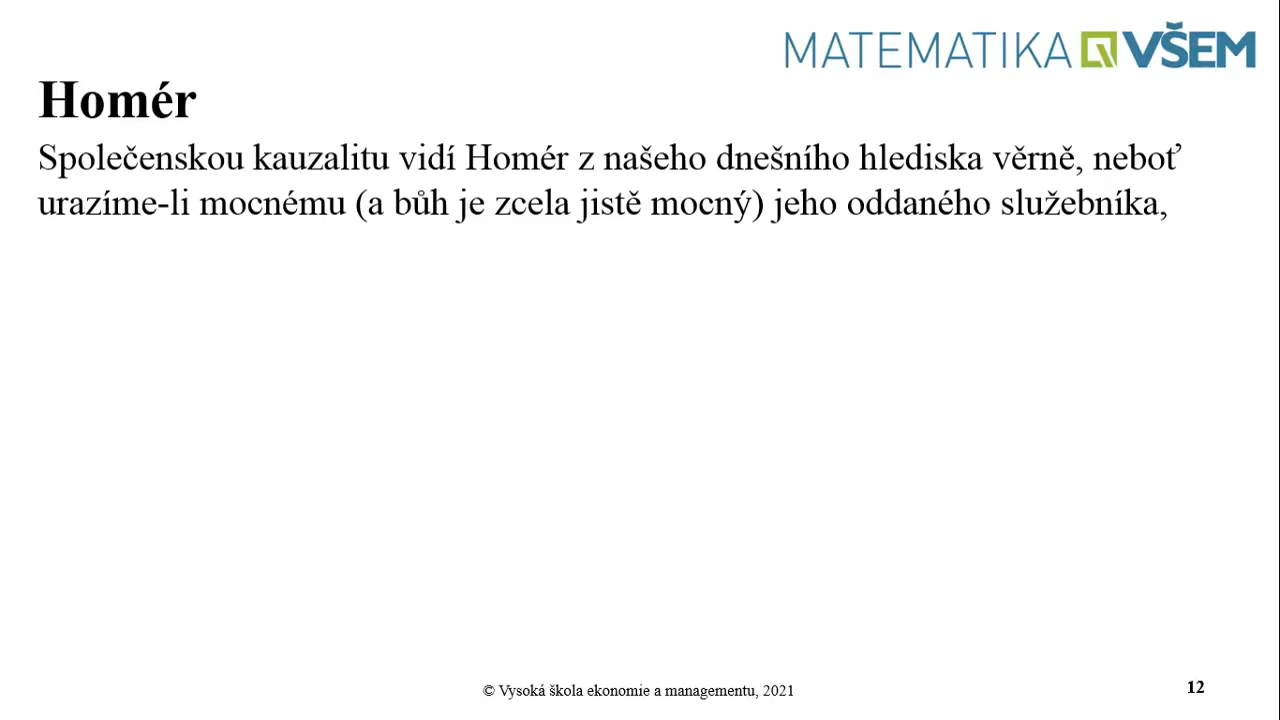 MATEMATIKA VŠEM
Homér
Společenskou kauzalitu vidí Homér z našeho dnešního hlediska věrně, neboť
urazíme-li mocnému (a bůh je zcela jistě mocný) jeho oddaného služebníka,
© Vysoká škola ekonomie a managementu, 2021
12